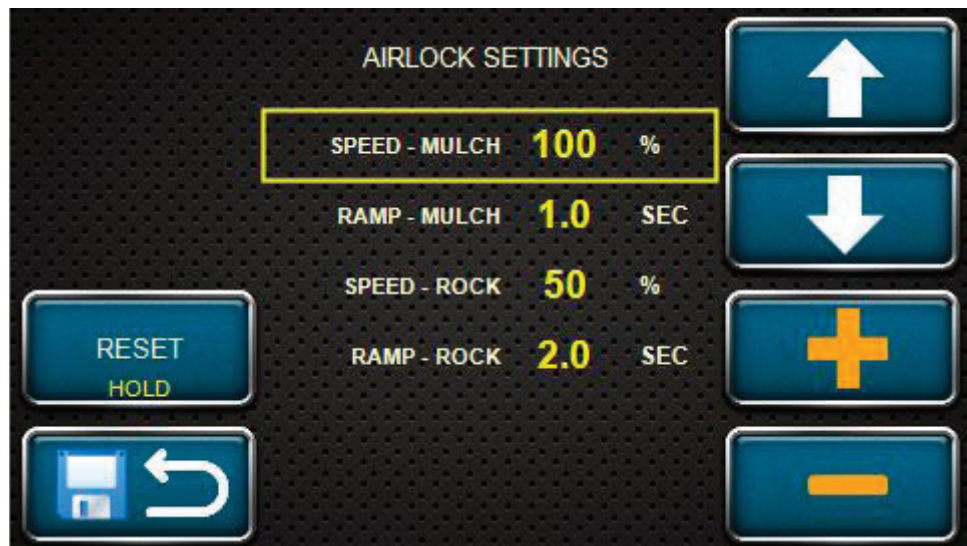 AIRLOCK SETTINGS
SPEED - MULCH 100 %
RAMP - MULCH 1.0 SEC
SPEED - ROCK 50 %
RAMP - ROCK 2.0 SEC
RESET
HOLD